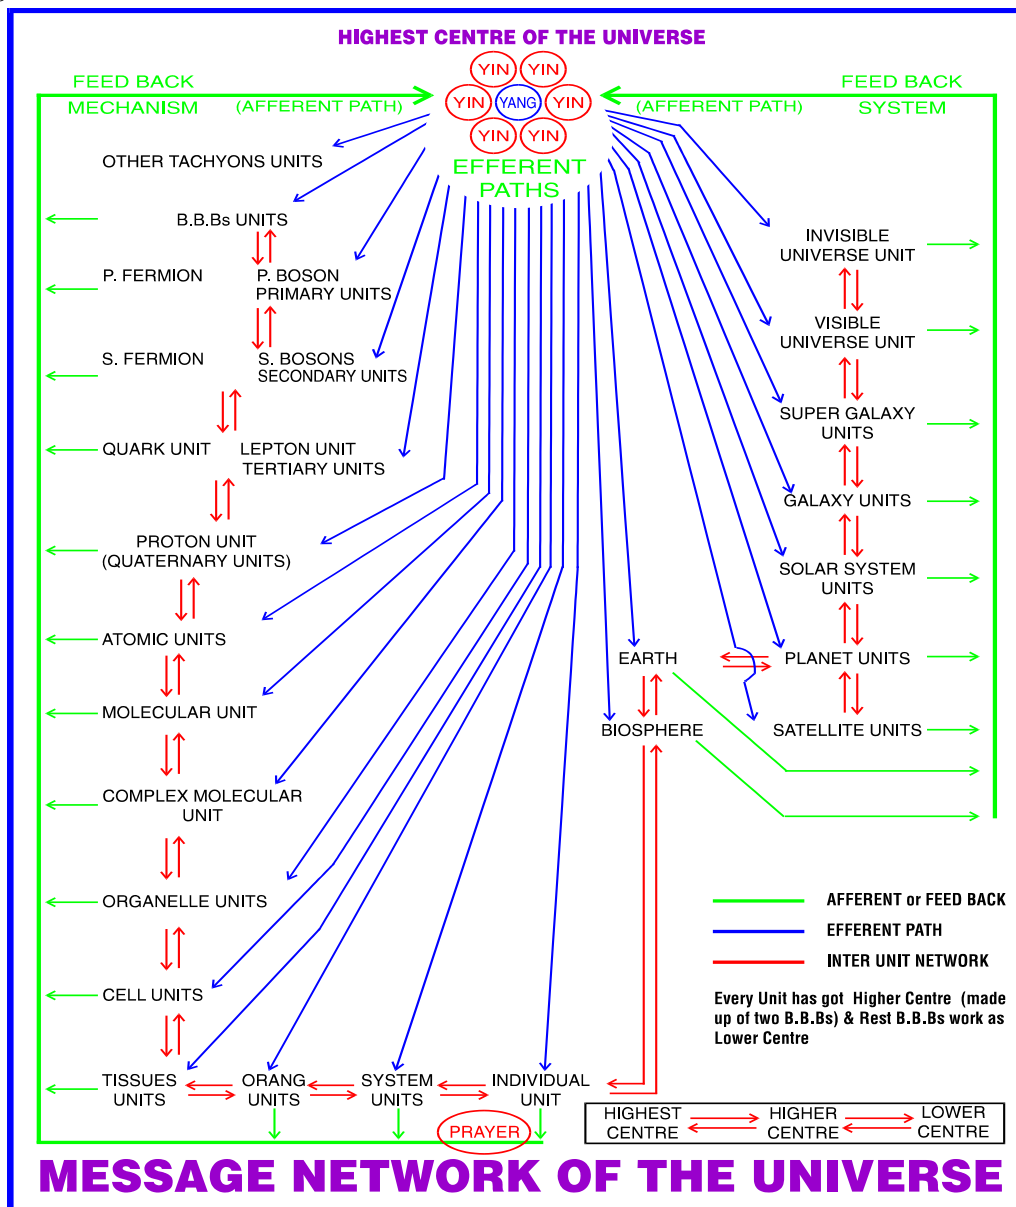 HIGHEST CENTRE OF THE UNIVERSE
YIN YIN
YIN YANG YIN
YIN YIN
FEED BACK
MECHANISM (AFFERENT PATH)
FEED BACK
(AFFERENT PATH) SYSTEM
EFFERENT
PATHS
OTHER TACHYONS UNITS
B.B.Bs UNITS
P. FERMION P. BOSON
PRIMARY UNITS
S. FERMION S. BOSONS
SECONDARY UNITS
QUARK UNIT LEPTON UNIT
TERTIARY UNITS
PROTON UNIT
(QUATERNARY UNITS)
ATOMIC UNITS
MOLECULAR UNIT
COMPLEX MOLECULAR
UNIT
ORGANELLE UNITS
CELL UNITS
TISSUES
UNITS
ORANG
UNITS
SYSTEM
UNITS
INDIVIDUAL
UNIT
INVISIBLE
UNIVERSE UNIT
VISIBLE
UNIVERSE UNIT
SUPER GALAXY
UNITS
GALAXY UNITS
SOLAR SYSTEM
UNITS
EARTH
PLANET UNITS
BIOSPHERE
SATELLITE UNITS
AFFERENT or FEED BACK
EFFERENT PATH
INTER UNIT NETWORK
Every Unit has got Higher Centre (made
up of two B.B.Bs) & Rest B.B.Bs work as
Lower Centre
HIGHEST
CENTRE
HIGHER
CENTRE
LOWER
CENTRE
PRAYER
MESSAGE NETWORK OF THE UNIVERSE